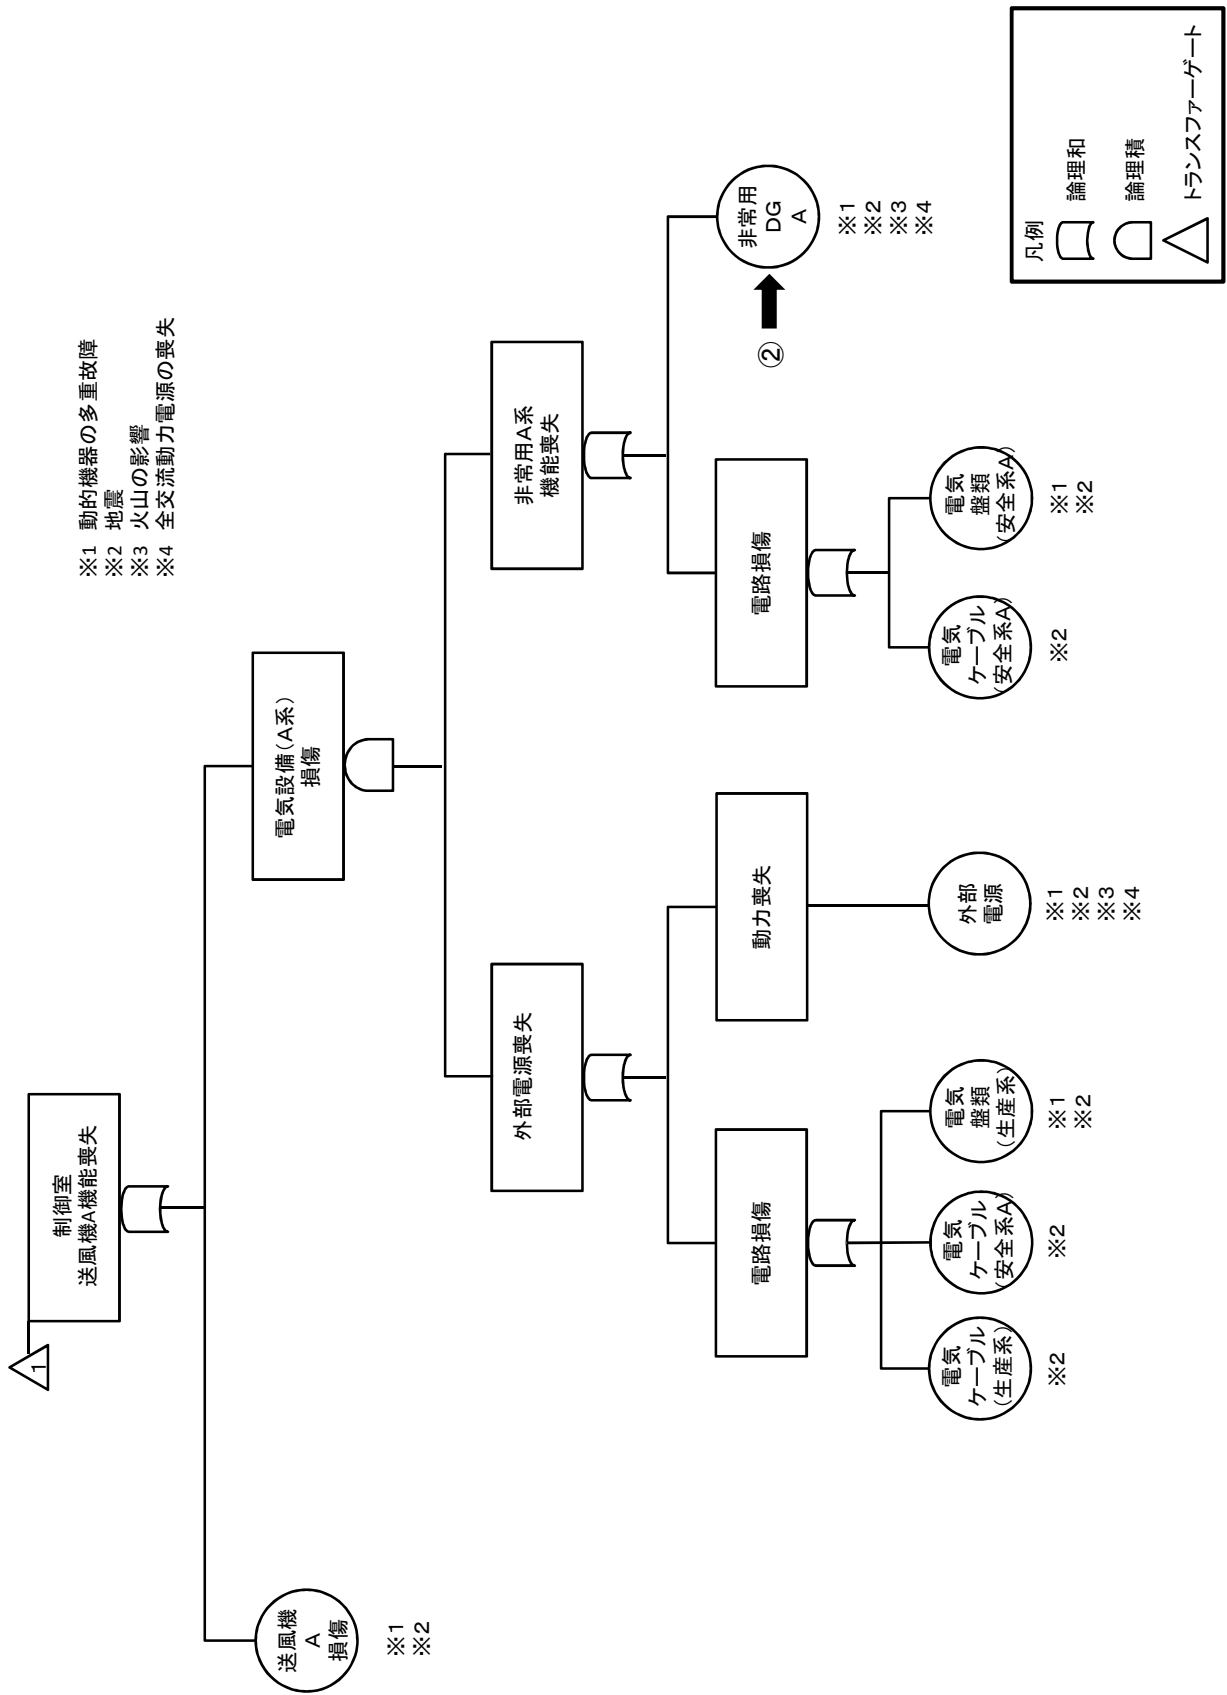 1
制御室
送風機A機能喪失
※1 動的機器の多重故障
※2 地震
※3 火山の影響
※4 全交流動力電源の喪失
送風機
A
損傷
※1
※2
電気設備(A系)
損傷
外部電源喪失
非常用A系
機能喪失
電路損傷
動力喪失
電路損傷
非常用
DG
A
②
※1
※2
※3
※4
電気
ケーブル
(生産系)
※2
電気
ケーブル
(安全系A)
※2
電気
盤類
(生産系)
※1
※2
外部
電源
※1
※2
※3
※4
電気
ケーブル
(安全系A)
※2
電気
盤類
(安全系A)
※1
※2
凡例
論理和
論理積
トランスファーゲート